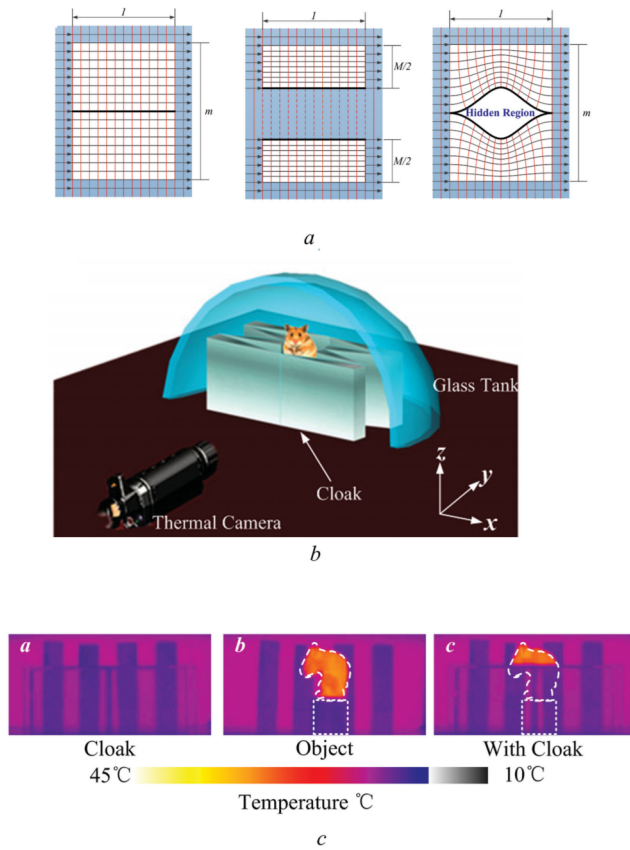 l l l
m M/2 M/2 Hidden Region m
a
Glass Tank
Cloak
z y x
Thermal Camera
b
a b c
Cloak Object With Cloak
45℃ 10℃
Temperature ℃
c